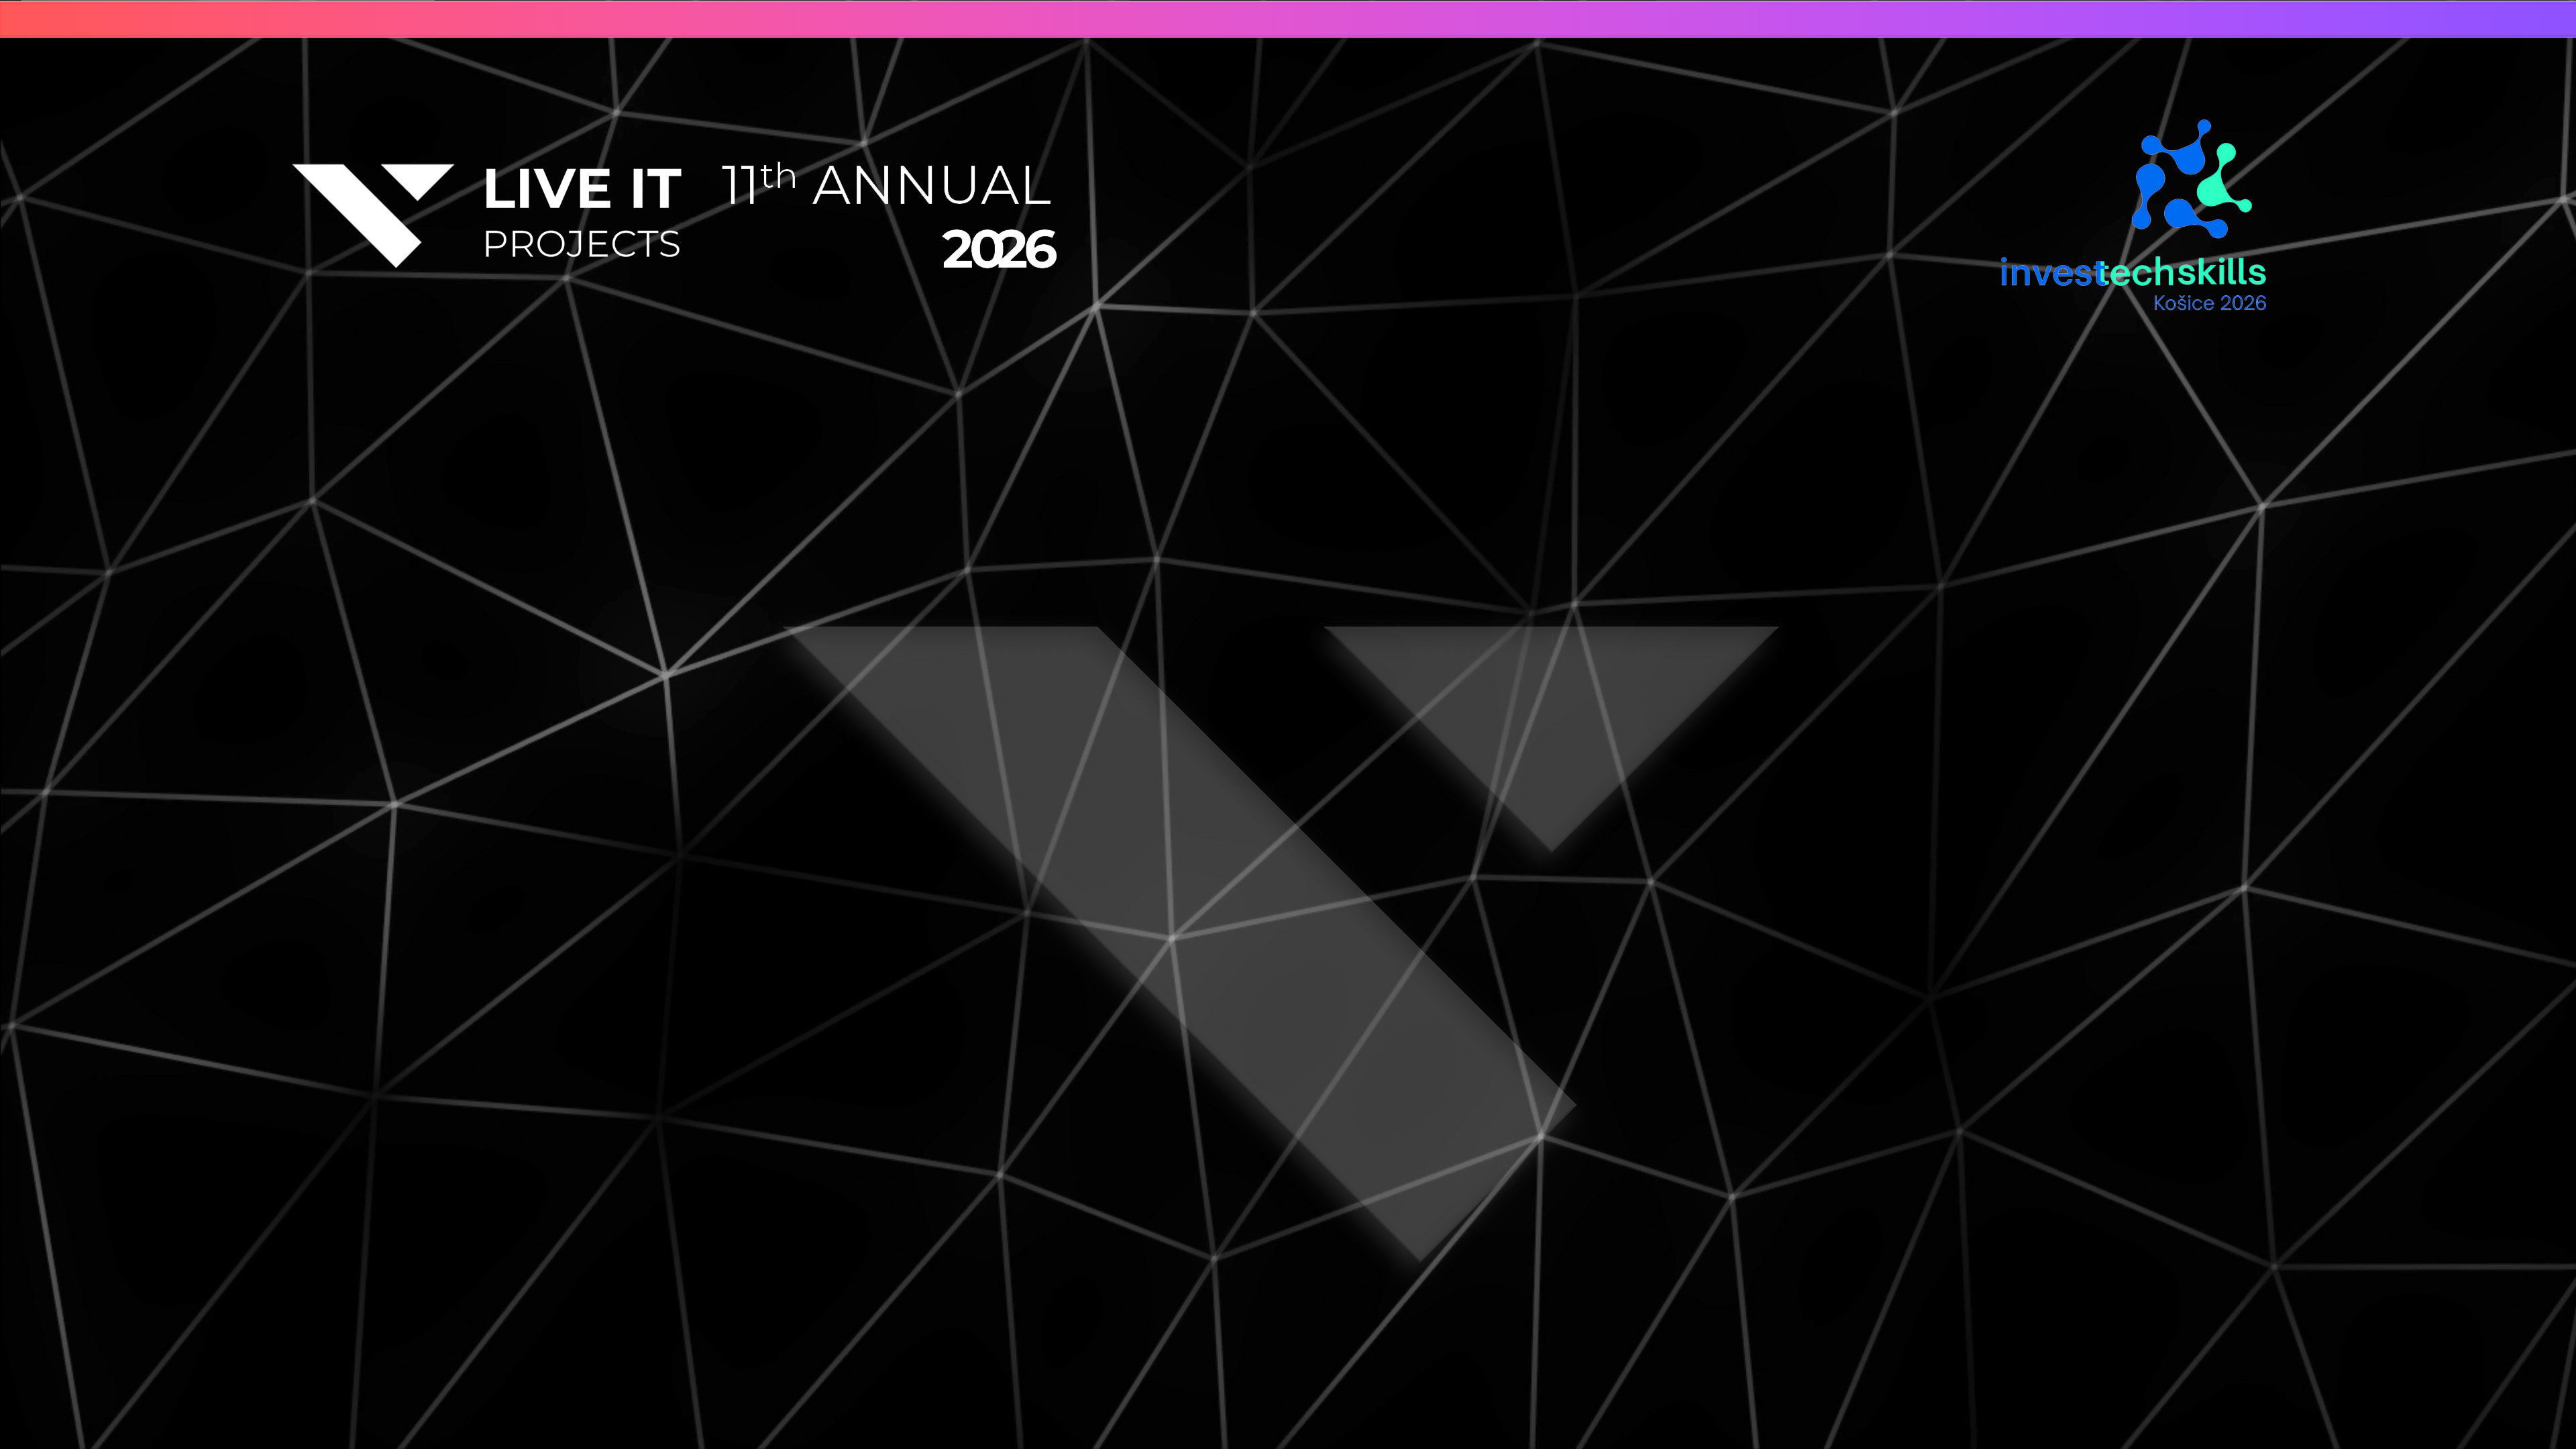 LIVE IT
PROJECTS
11th ANNUAL
2026
investechskills
Košice 2026